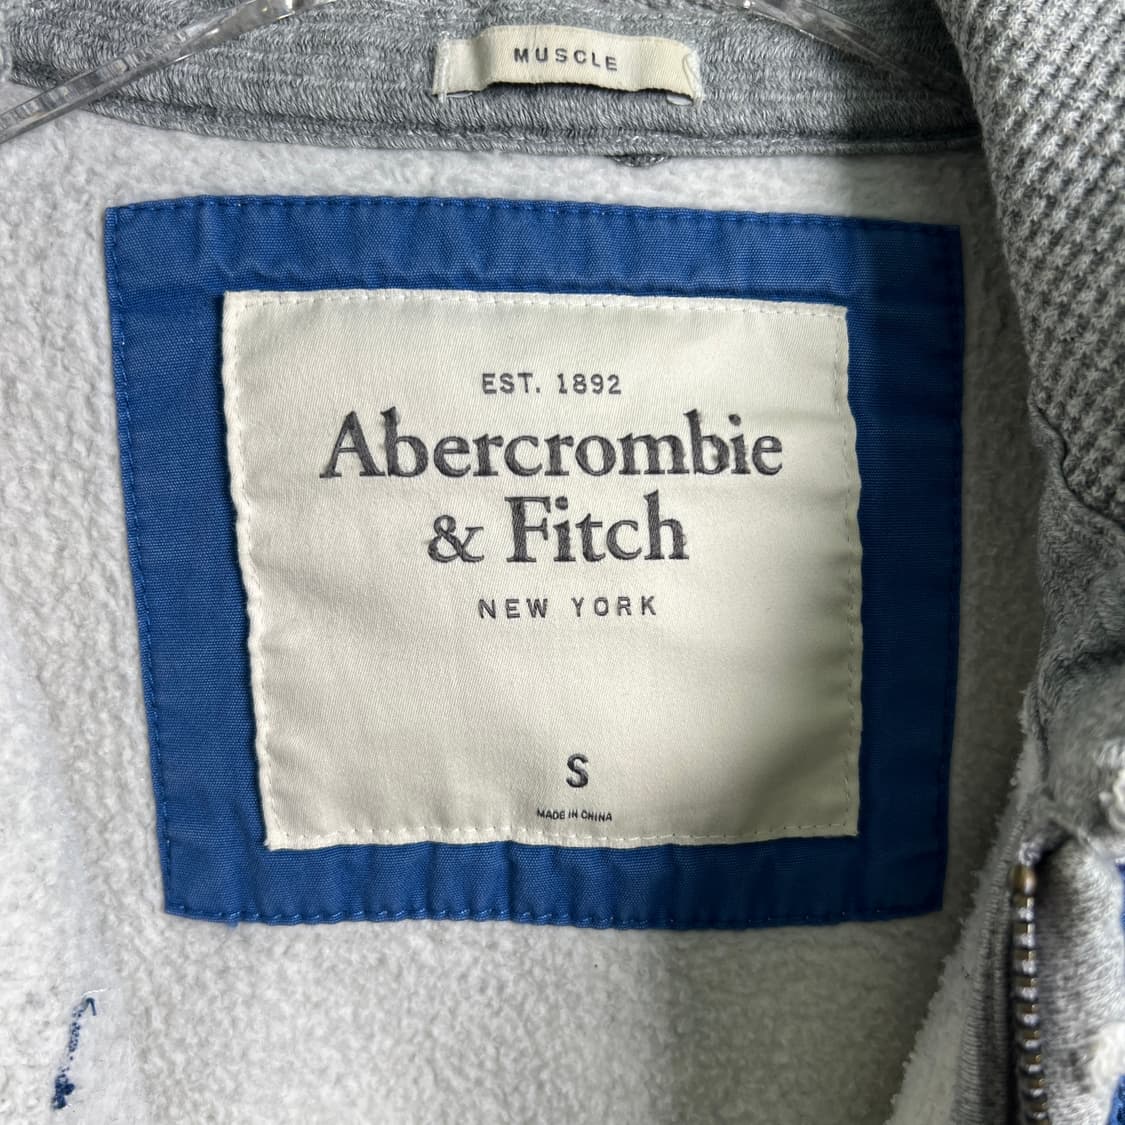 MUSCLE
EST. 1892
Abercrombie
& Fitch
NEW YORK
S
MADE IN CHINA